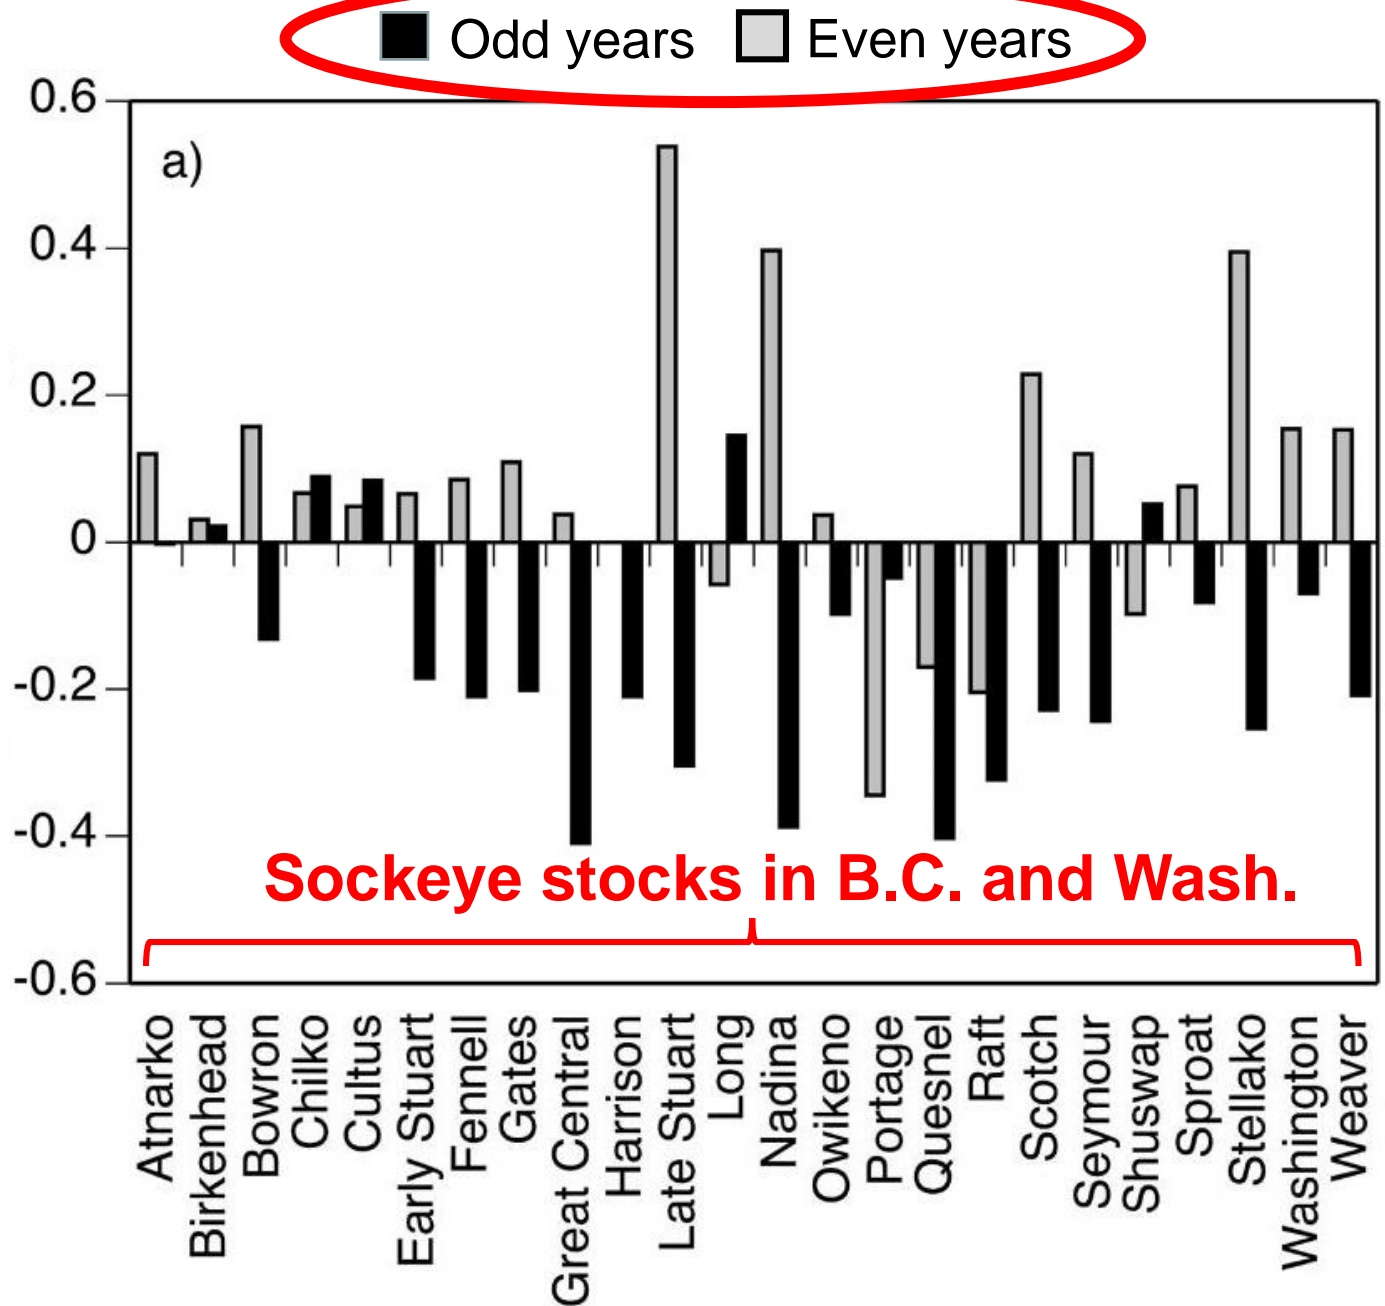 Odd years Even years
a)
0.6
0.4
0.2
0
-0.2
-0.4
-0.6
Sockeye stocks in B.C. and Wash.
Atnarko
Birkenhead
Bowron
Chilko
Cultus
Early Stuart
Fennell
Gates
Great Central
Harrison
Late Stuart
Long
Nadina
Owikeno
Portage
Quesnel
Raft
Scotch
Seymour
Shuswap
Sproat
Stellako
Washington
Weaver